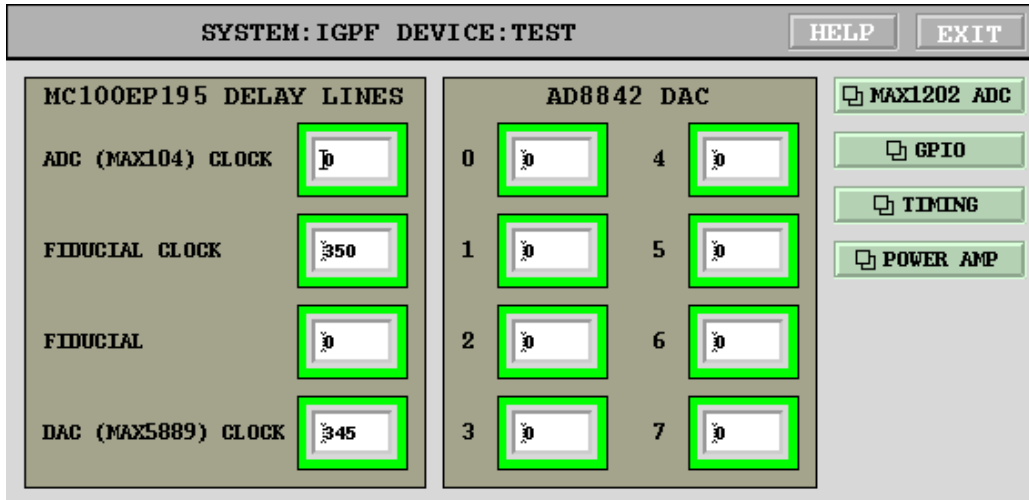 SYSTEM:IGPF DEVICE:TEST
HELP
EXIT
MC100EP195 DELAY LINES
ADC (MAX104) CLOCK
0
FIDUCIAL CLOCK
350
FIDUCIAL
0
DAC (MAX5889) CLOCK
345
AD8842 DAC
0 0 4 0
1 0 5 0
2 0 6 0
3 0 7 0
MAX1202 ADC
GPIO
TIMING
POWER AMP